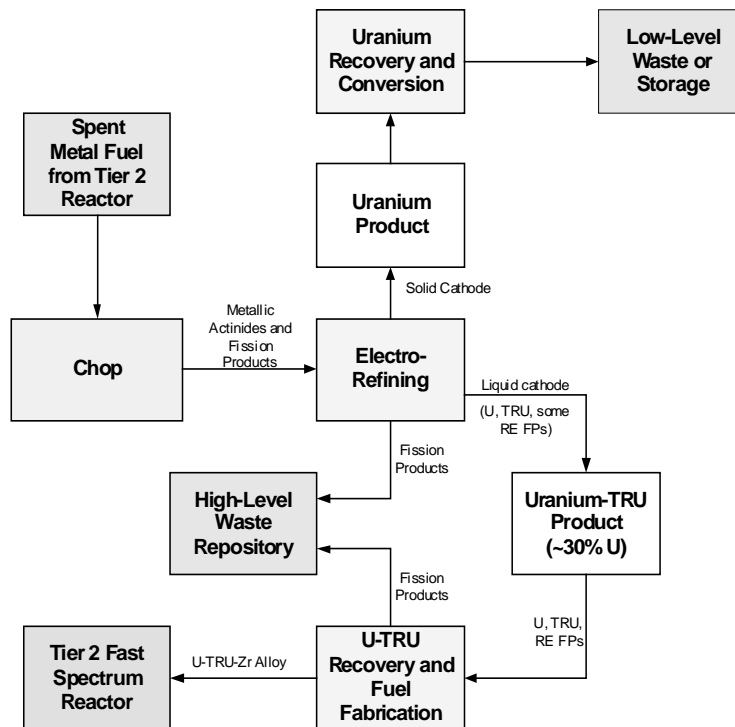 Uranium
Recovery and
Conversion
Low-Level
Waste or
Storage
Spent
Metal Fuel
from Tier 2
Reactor
Uranium
Product
Solid Cathode
Metallic
Actinides and
Fission
Products
Chop
Electro-
Refining
Liquid cathode
(U, TRU, some
RE FPs)
Fission
Products
High-Level
Waste
Repository
Uranium-TRU
Product
(~30% U)
Fission
Products
U, TRU,
RE FPs
Tier 2 Fast
Spectrum
Reactor
U-TRU-Zr Alloy
U-TRU
Recovery and
Fuel
Fabrication